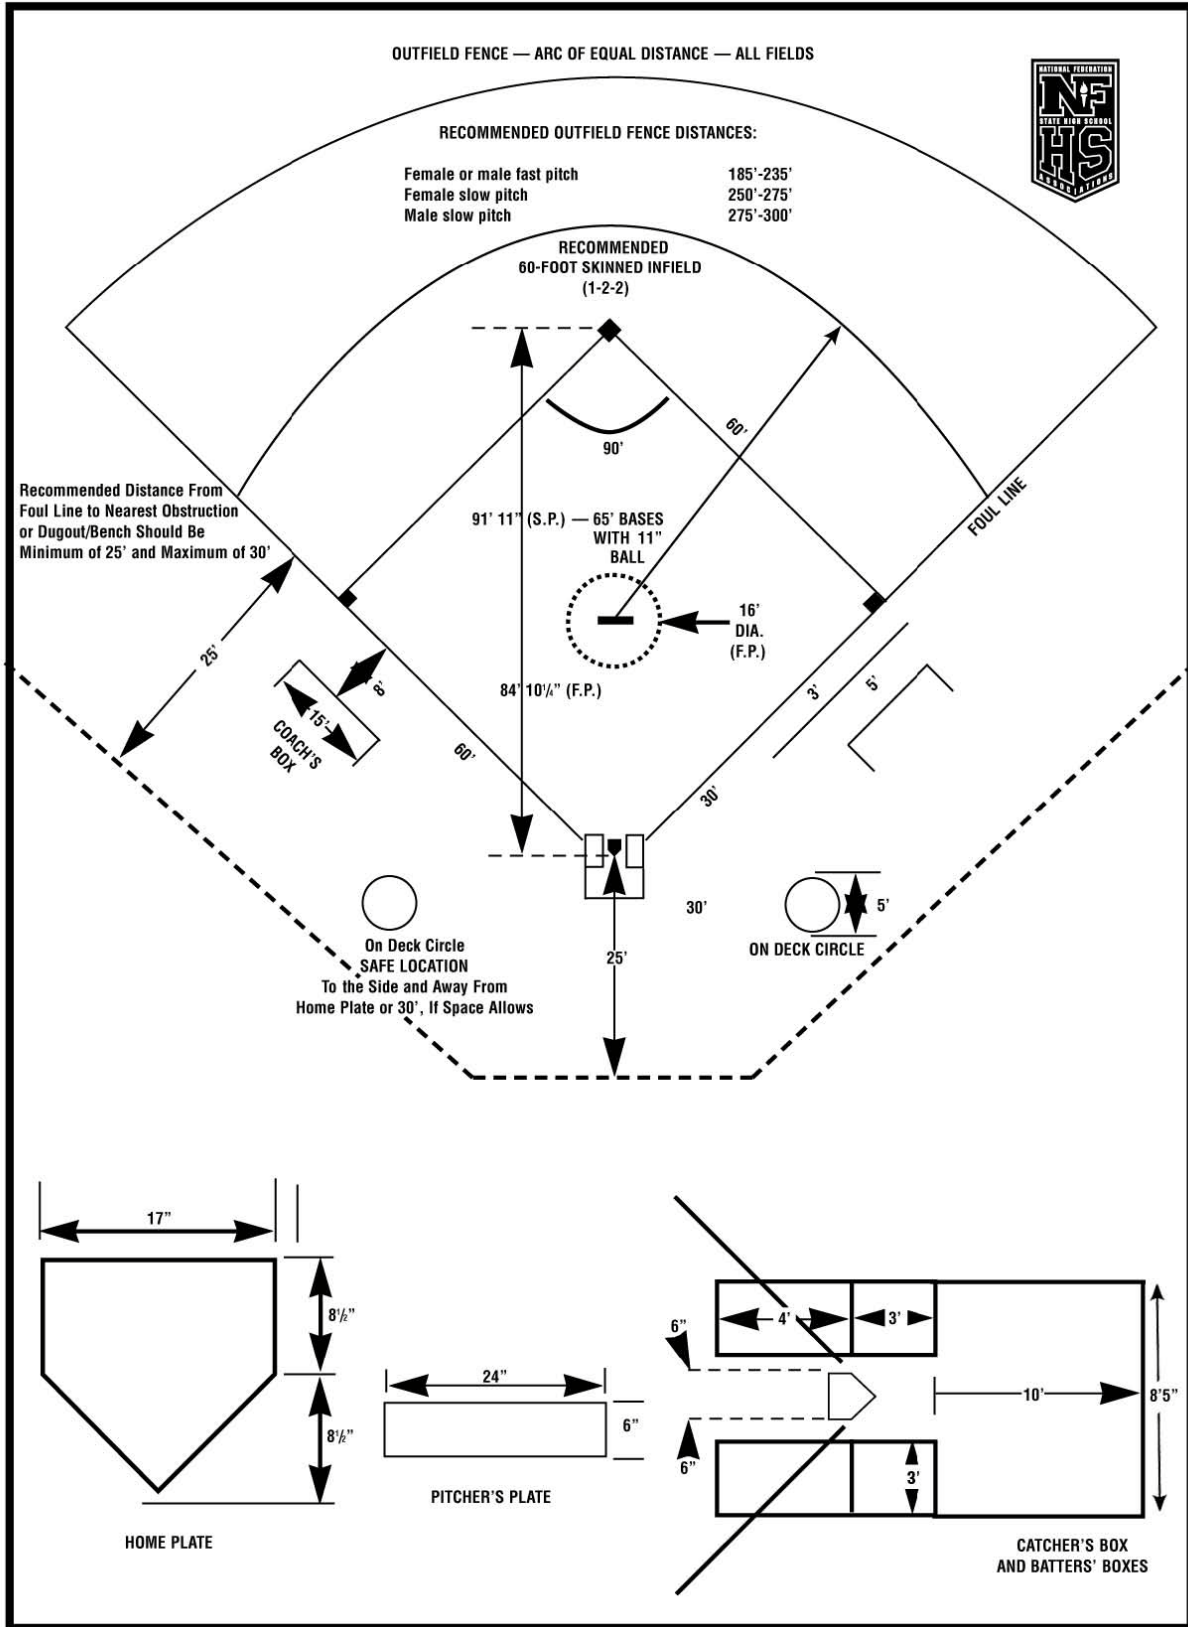 OUTFIELD FENCE — ARC OF EQUAL DISTANCE — ALL FIELDS
NATIONAL FEDERATION
NF
STATE HIGH SCHOOL
HS
ASSOCIATIONS
RECOMMENDED OUTFIELD FENCE DISTANCES:
Female or male fast pitch 185’-235’
Female slow pitch 250’-275’
Male slow pitch 275’-300’
RECOMMENDED
60-FOOT SKINNED INFIELD
(1-2-2)
60’
90’
Recommended Distance From
Foul Line to Nearest Obstruction
or Dugout/Bench Should Be
Minimum of 25’ and Maximum of 30’
FOUL LINE
91’ 11” (S.P.) — 65’ BASES
WITH 11”
BALL
16’
DIA.
(F.P.)
25’
8’
15’
COACH’S
BOX
84’ 10¼” (F.P.)
3’
5’
60’
30’
30’
5’
On Deck Circle
SAFE LOCATION
To the Side and Away From
Home Plate or 30’, If Space Allows
25’
ON DECK CIRCLE
17”
8½”
8½”
HOME PLATE
24”
6”
PITCHER’S PLATE
6”
4’
3’
10’
8’5”
6”
3’
CATCHER’S BOX
AND BATTERS’ BOXES